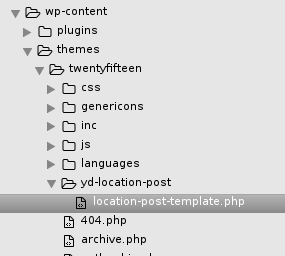 wp-content
plugins
themes
twentyfifteen
css
genericons
inc
js
languages
yd-location-post
location-post-template.php
404.php
archive.php